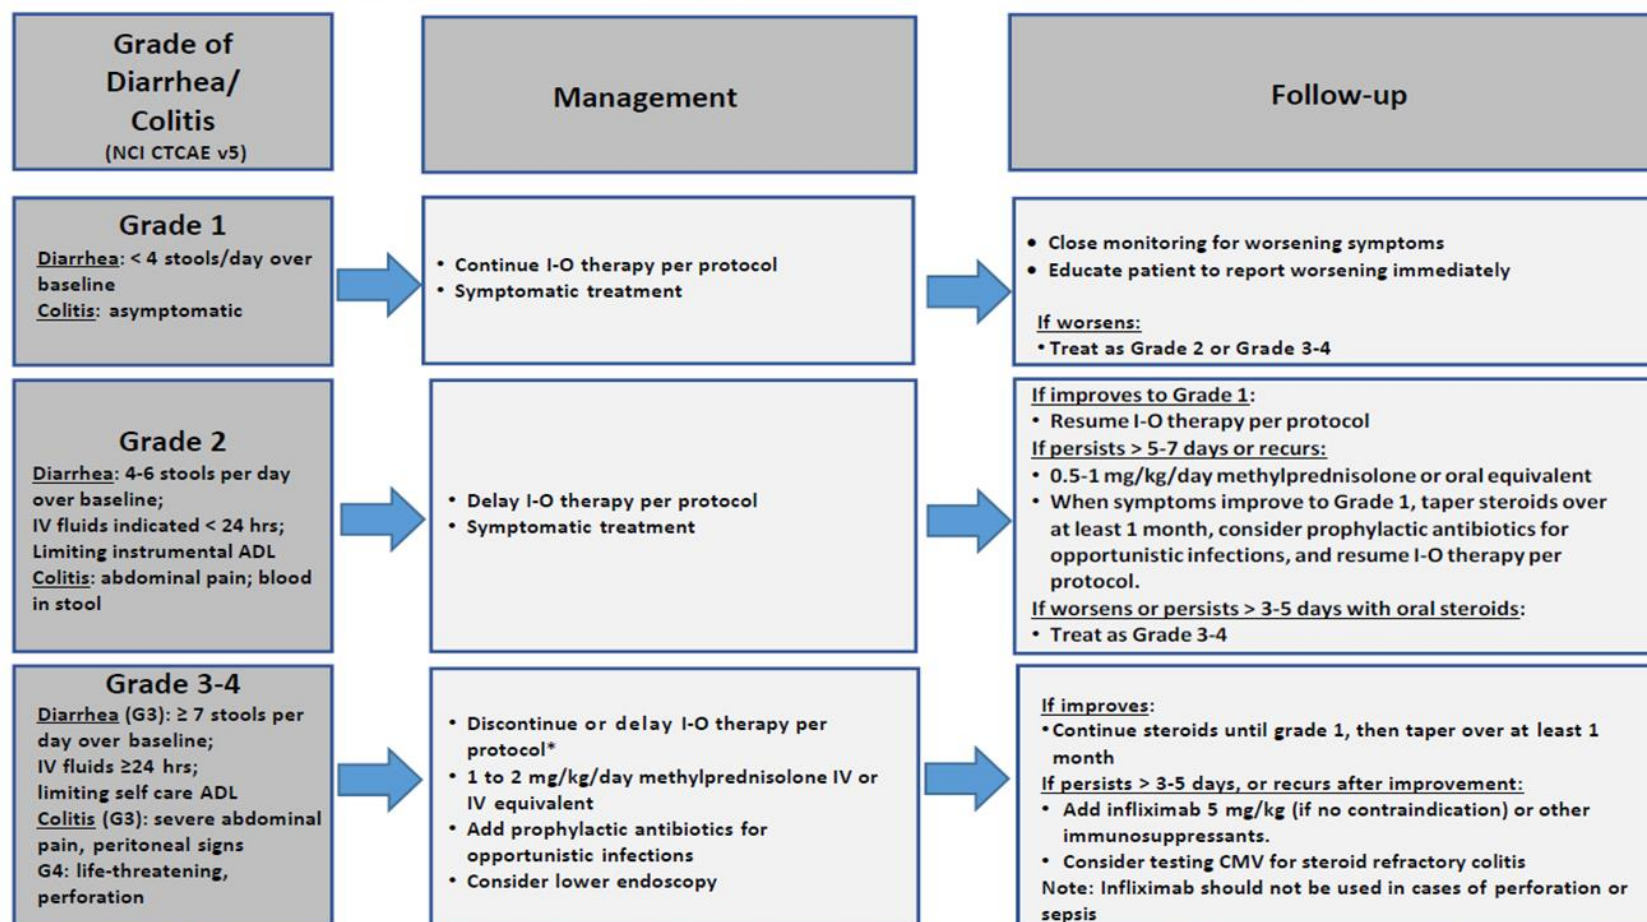 Grade of
Diarrhea/
Colitis
(NCI CTCAE v5)
Management
Follow-up
Grade 1
Diarrhea: < 4 stools/day over
baseline
Colitis: asymptomatic
• Continue I-O therapy per protocol
• Symptomatic treatment
• Close monitoring for worsening symptoms
• Educate patient to report worsening immediately
If worsens:
• Treat as Grade 2 or Grade 3-4
Grade 2
Diarrhea: 4-6 stools per day
over baseline;
IV fluids indicated < 24 hrs;
Limiting instrumental ADL
Colitis: abdominal pain; blood
in stool
• Delay I-O therapy per protocol
• Symptomatic treatment
If improves to Grade 1:
• Resume I-O therapy per protocol
If persists > 5-7 days or recurs:
• 0.5-1 mg/kg/day methylprednisolone or oral equivalent
• When symptoms improve to Grade 1, taper steroids over
at least 1 month, consider prophylactic antibiotics for
opportunistic infections, and resume I-O therapy per
protocol.
If worsens or persists > 3-5 days with oral steroids:
• Treat as Grade 3-4
Grade 3-4
Diarrhea (G3): ≥ 7 stools per
day over baseline;
IV fluids ≥24 hrs;
limiting self care ADL
Colitis (G3): severe abdominal
pain, peritoneal signs
G4: life-threatening,
perforation
• Discontinue or delay I-O therapy per
protocol*
• 1 to 2 mg/kg/day methylprednisolone IV or
IV equivalent
• Add prophylactic antibiotics for
opportunistic infections
• Consider lower endoscopy
If improves:
• Continue steroids until grade 1, then taper over at least 1
month
If persists > 3-5 days, or recurs after improvement:
• Add infliximab 5 mg/kg (if no contraindication) or other
immunosuppressants.
• Consider testing CMV for steroid refractory colitis
Note: Infliximab should not be used in cases of perforation or
sepsis